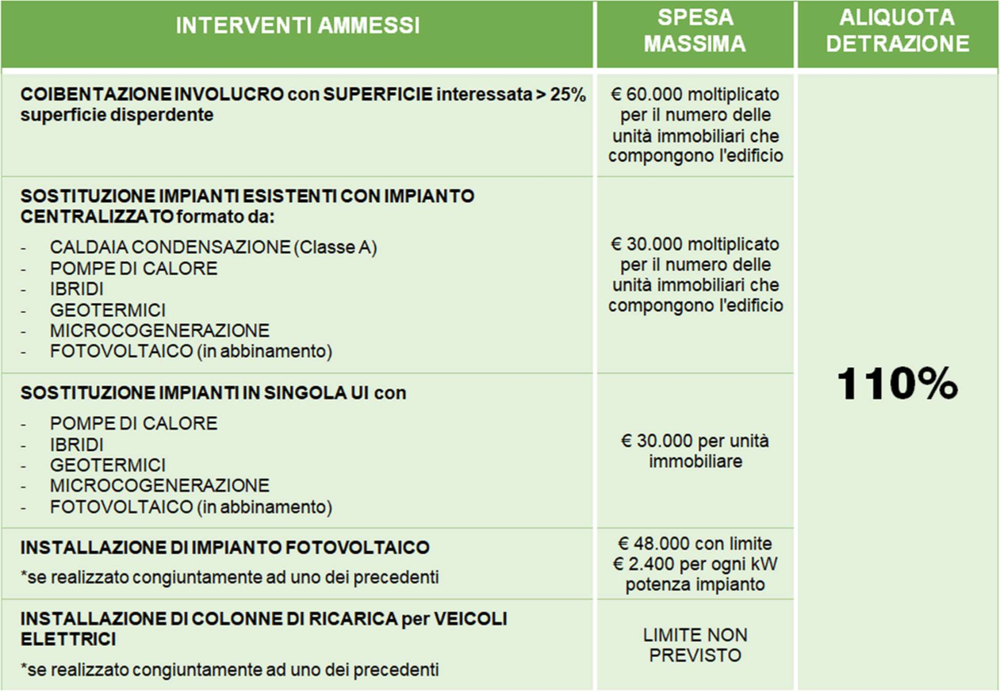 INTERVENTI AMMESSI
SPESA
MASSIMA
ALIQUOTA
DETRAZIONE
COIBENTAZIONE INVOLUCRO con SUPERFICIE interessata > 25%
superficie disperdente
€ 60.000 moltiplicato
per il numero delle
unità immobiliari che
compongono l'edificio
SOSTITUZIONE IMPIANTI ESISTENTI CON IMPIANTO
CENTRALIZZATO formato da:
- CALDAIA CONDENSAZIONE (Classe A)
- POMPE DI CALORE
- IBRIDI
- GEOTERMICI
- MICROCOGENERAZIONE
- FOTOVOLTAICO (in abbinamento)
€ 30.000 moltiplicato
per il numero delle
unità immobiliari che
compongono l'edificio
SOSTITUZIONE IMPIANTI IN SINGOLA UI con
- POMPE DI CALORE
- IBRIDI
- GEOTERMICI
- MICROCOGENERAZIONE
- FOTOVOLTAICO (in abbinamento)
€ 30.000 per unità
immobiliare
INSTALLAZIONE DI IMPIANTO FOTOVOLTAICO
*se realizzato congiuntamente ad uno dei precedenti
€ 48.000 con limite
€ 2.400 per ogni kW
potenza impianto
INSTALLAZIONE DI COLONNE DI RICARICA per VEICOLI
ELETTRICI
*se realizzato congiuntamente ad uno dei precedenti
LIMITE NON
PREVISTO
110%